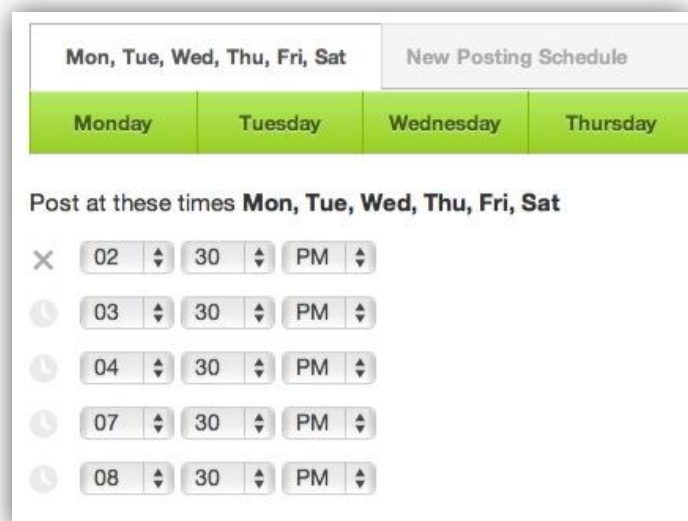 Mon, Tue, Wed, Thu, Fri, Sat New Posting Schedule
Monday Tuesday Wednesday Thursday
Post at these times Mon, Tue, Wed, Thu, Fri, Sat
02 30 PM
03 30 PM
04 30 PM
07 30 PM
08 30 PM